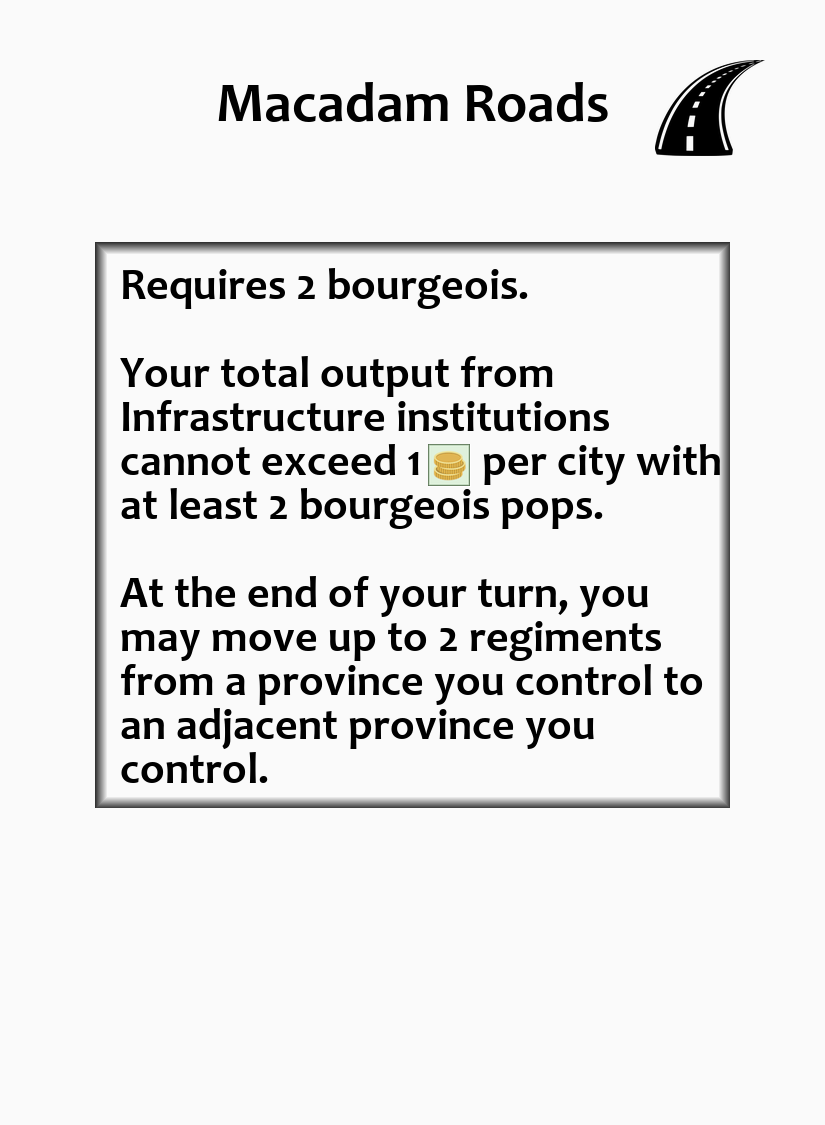 Macadam Roads
Requires 2 bourgeois.
Your total output from
Infrastructure institutions
cannot exceed 1 per city with
at least 2 bourgeois pops.
At the end of your turn, you
may move up to 2 regiments
from a province you control to
an adjacent province you
control.